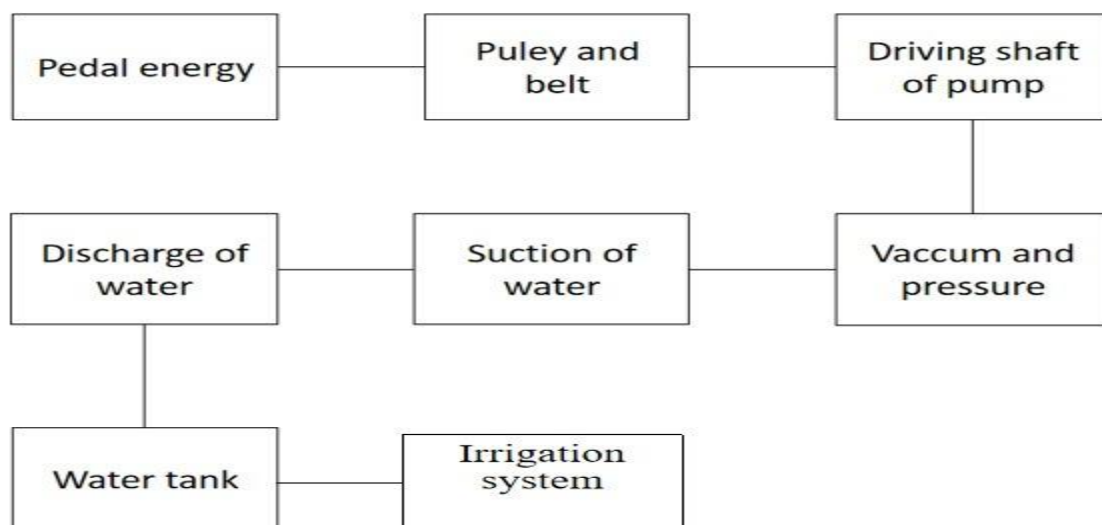 Pedal energy
Puley and
belt
Driving shaft
of pump
Discharge of
water
Suction of
water
Vaccum and
pressure
Water tank
Irrigation
system